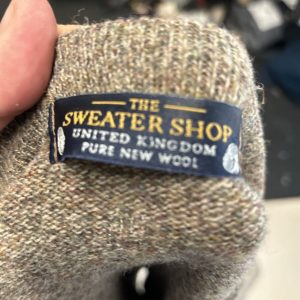 THE
SWEATER SHOP
UNITED KINGDOM
PURE NEW WOOL